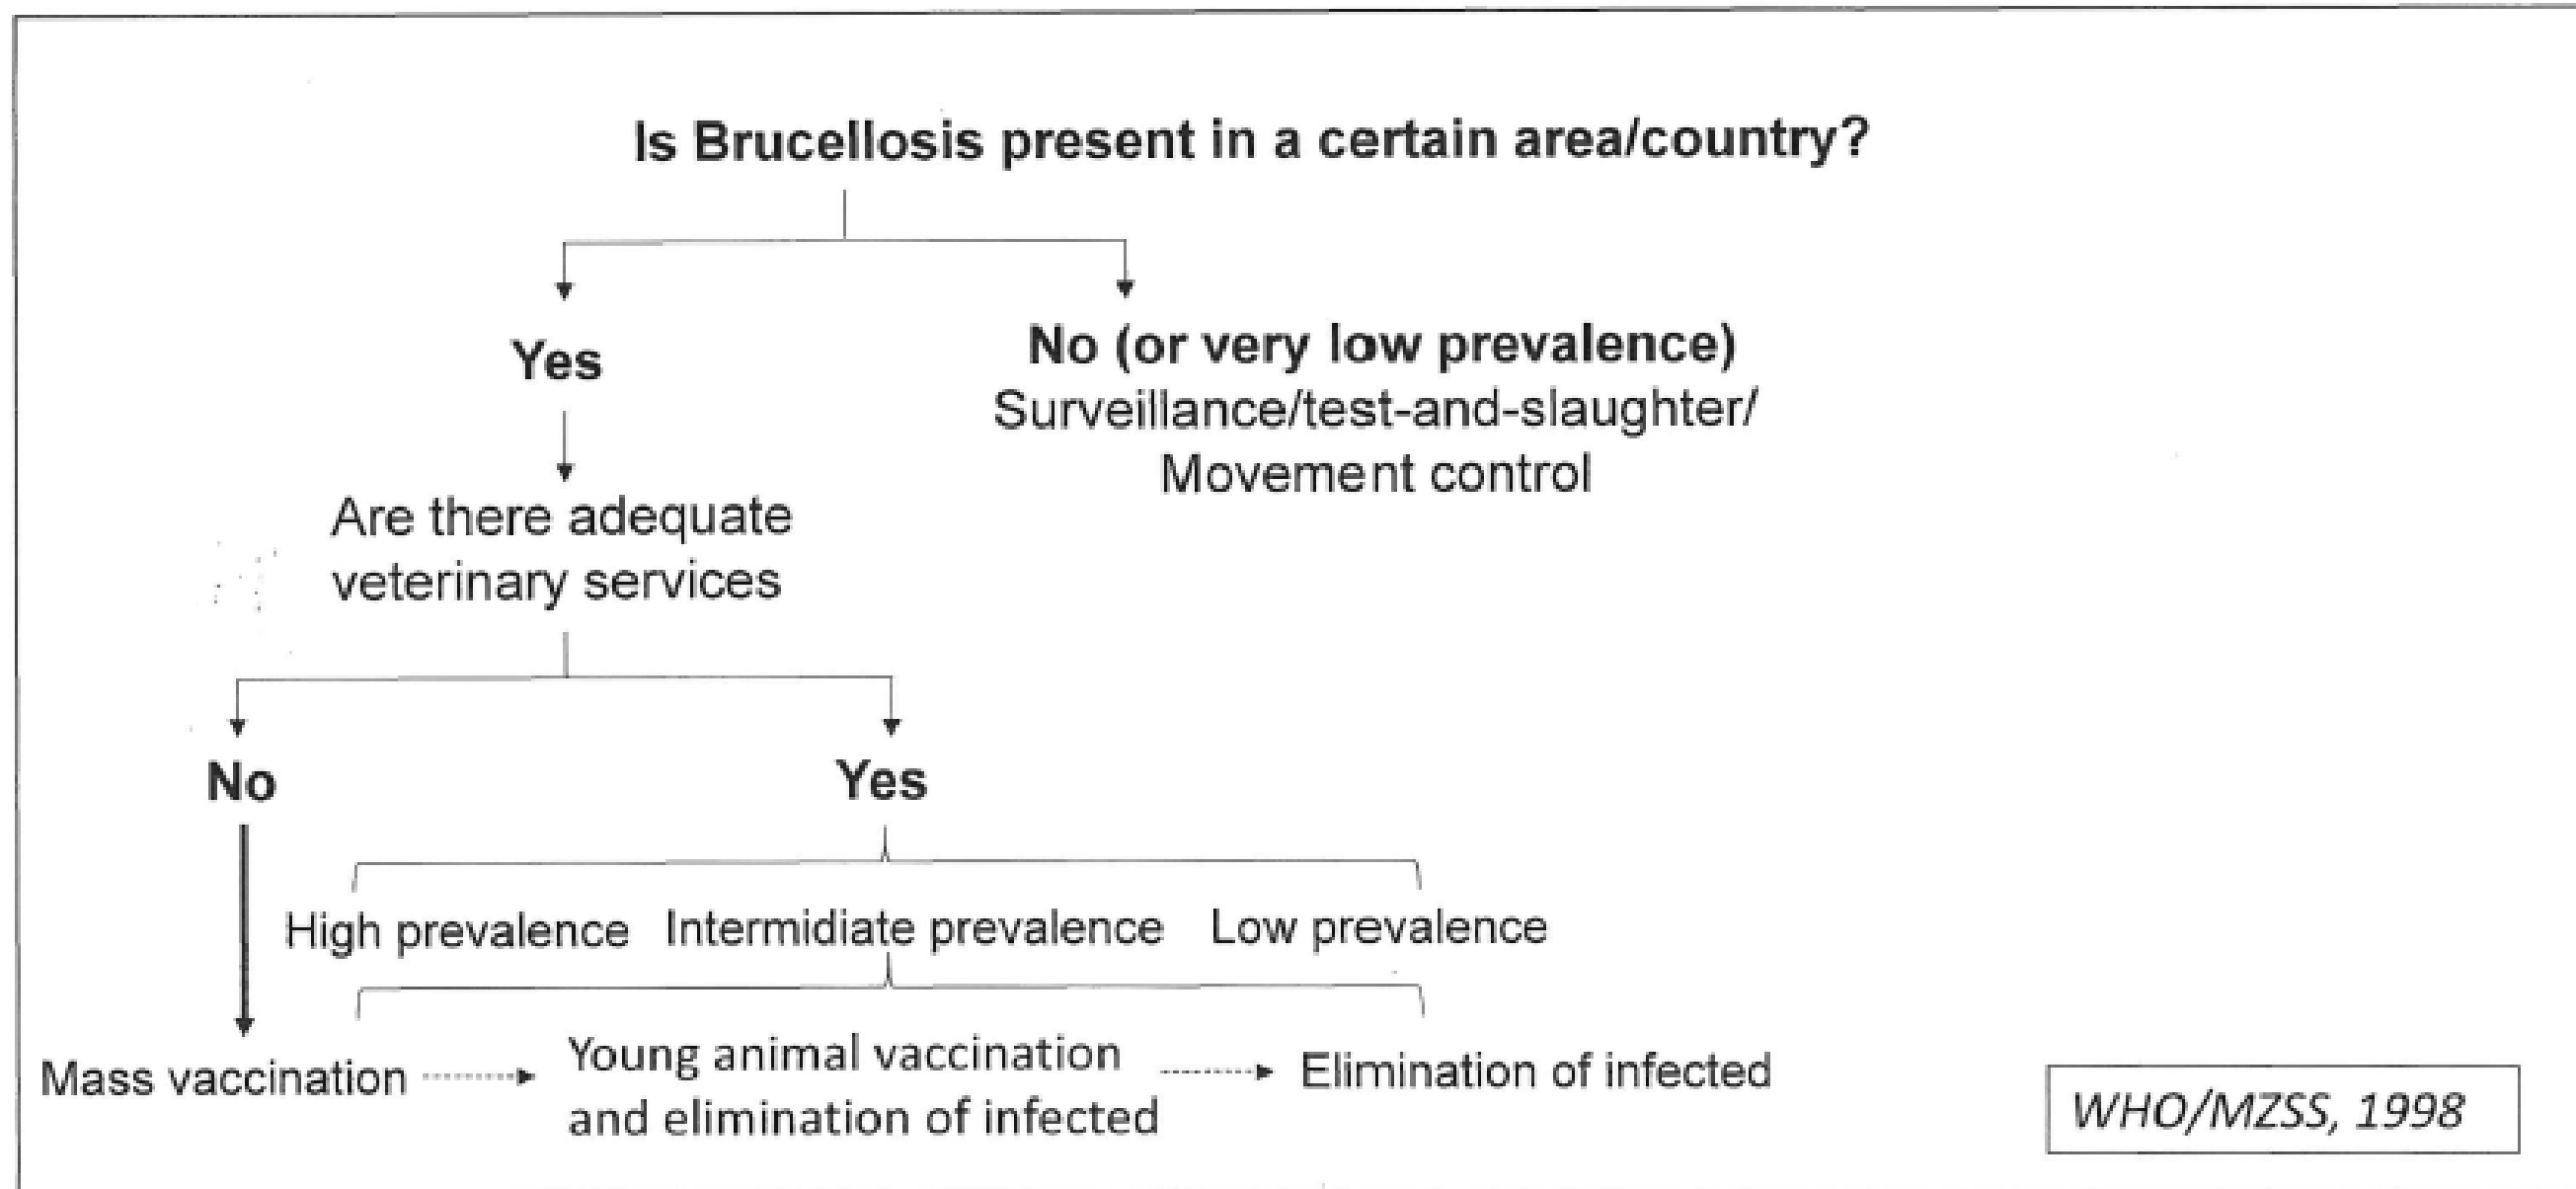 Is Brucellosis present in a certain area/country?
Yes
No (or very low prevalence)
Surveillance/test-and-slaughter/
Movement control
Are there adequate
veterinary services
No
Yes
High prevalence
Intermidiate prevalence
Low prevalence
Mass vaccination
Young animal vaccination
and elimination of infected
Elimination of infected
WHO/MZSS, 1998